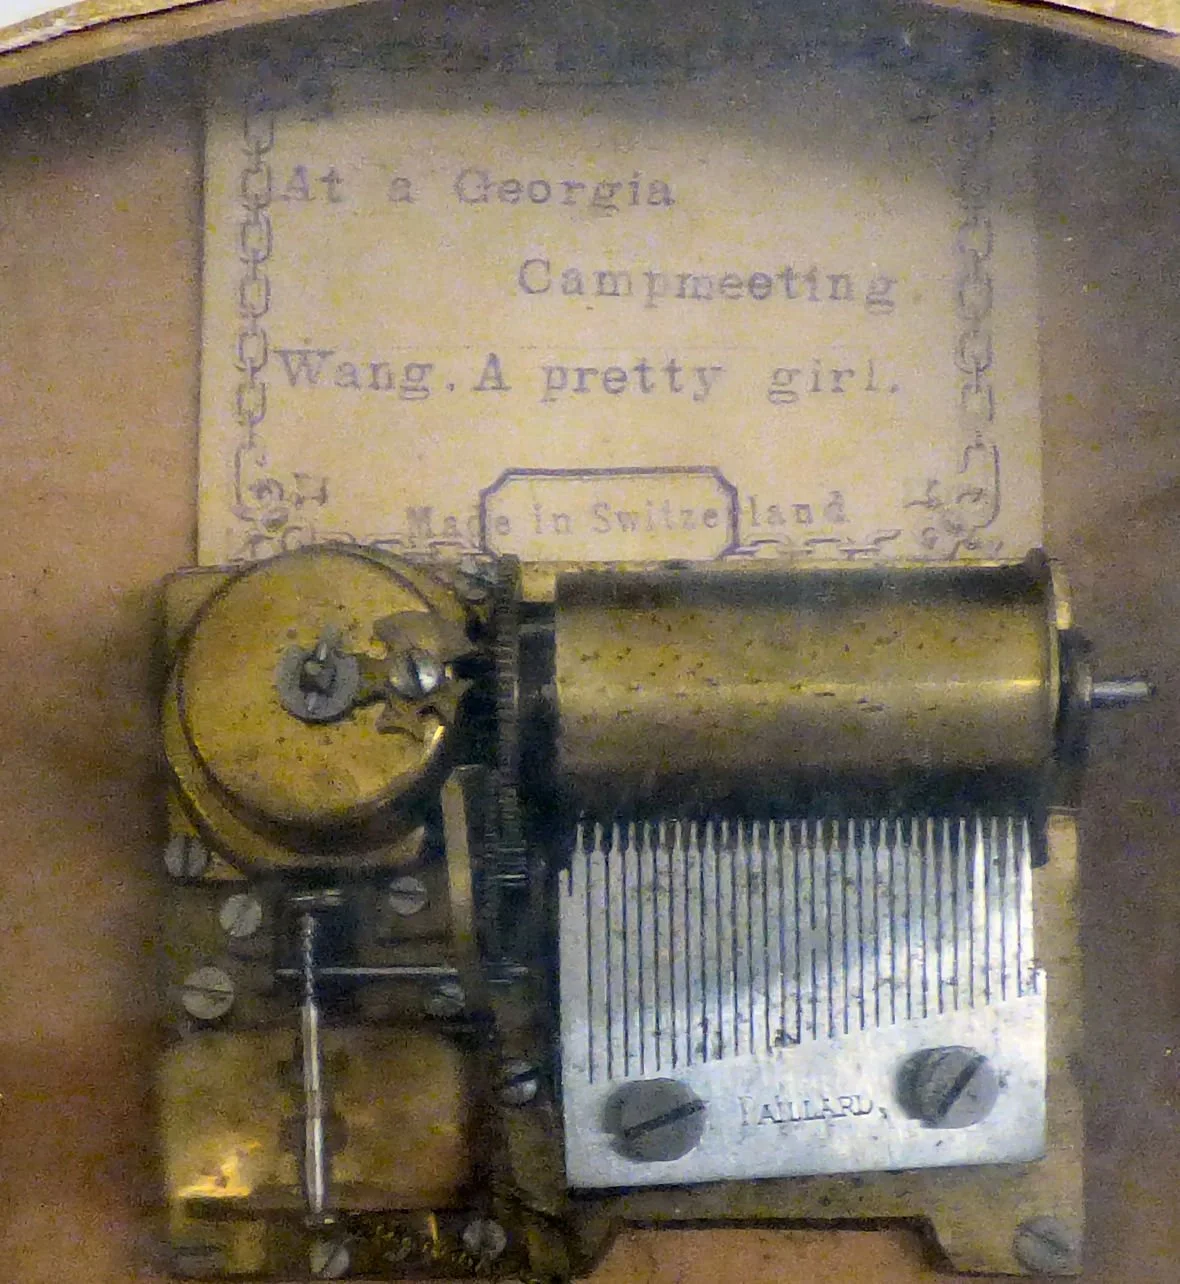 At a Georgia
Campmeeting.
Wang. A pretty girl.
Made in Switzerland
PAILLARD,